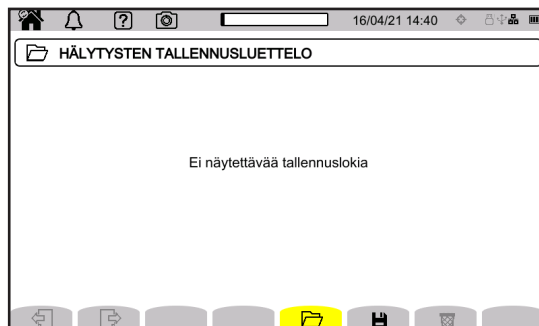 16/04/21 14:40
HÄLYTYSTEN TALLENNUSLUETTELO
Ei näytettävää tallennuslokia